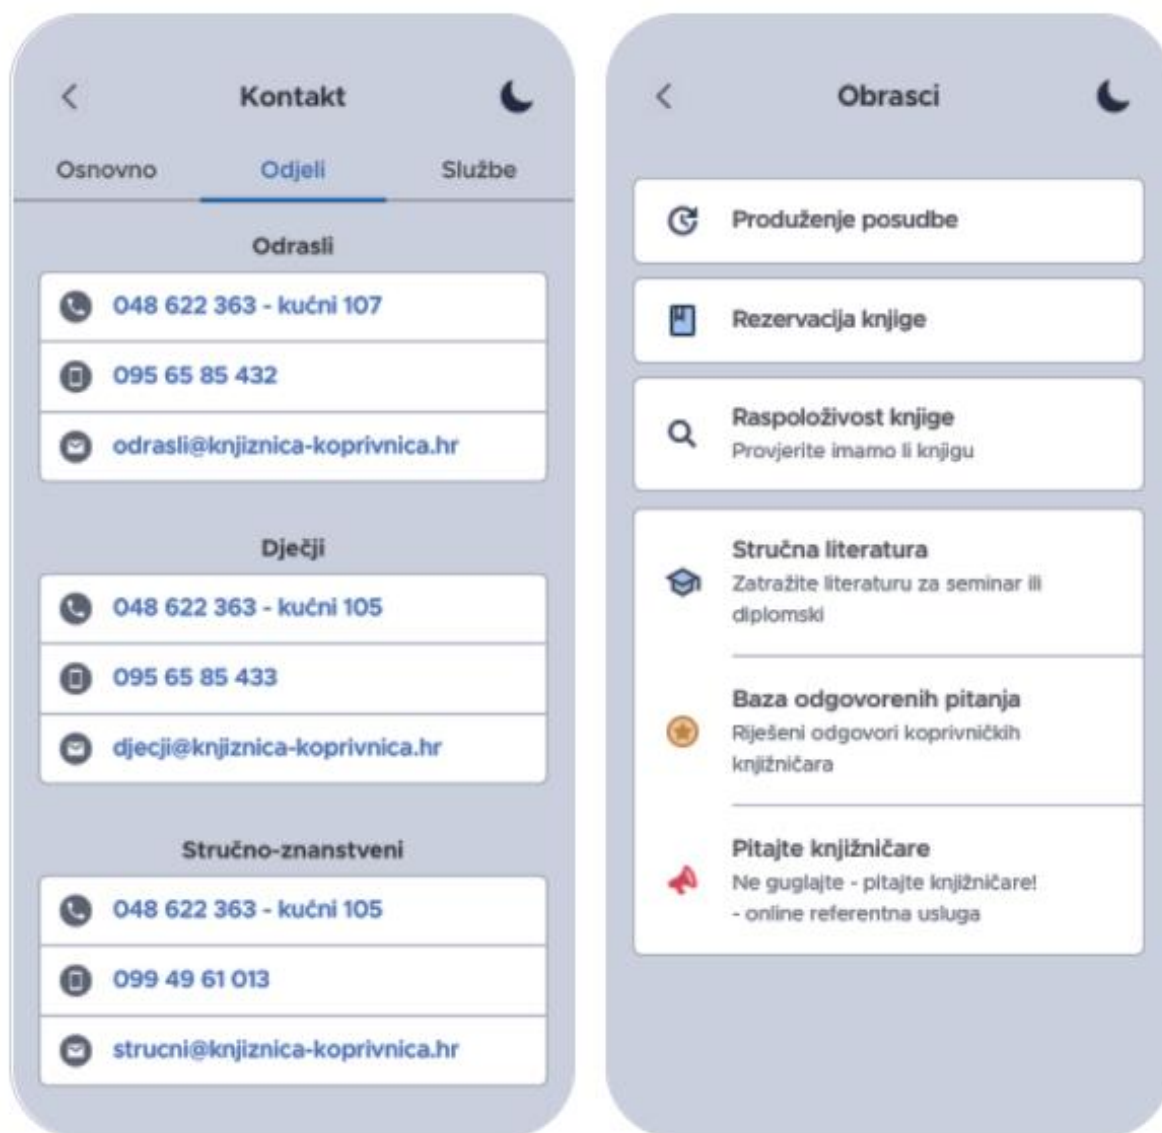 Kontakt
Osnovno Odjeli Službe
Odrasli
048 622 363 - kućni 107
095 65 85 432
odrasli@knjiznica-koprivnica.hr
Dječji
048 622 363 - kućni 105
095 65 85 433
djecji@knjiznica-koprivnica.hr
Stručno-znanstveni
048 622 363 - kućni 105
099 49 61 013
strucni@knjiznica-koprivnica.hr
Obrasci
Produženje posudbe
Rezervacija knjige
Raspoloživost knjige
Provjerite imamo li knjigu
Stručna literatura
Zatražite literaturu za seminar ili
diplomski
Baza odgovorenih pitanja
Riješeni odgovori koprivničkih
knjižničara
Pitajte knjižničare
Ne guglajte - pitajte knjižničare!
- online referentna usluga